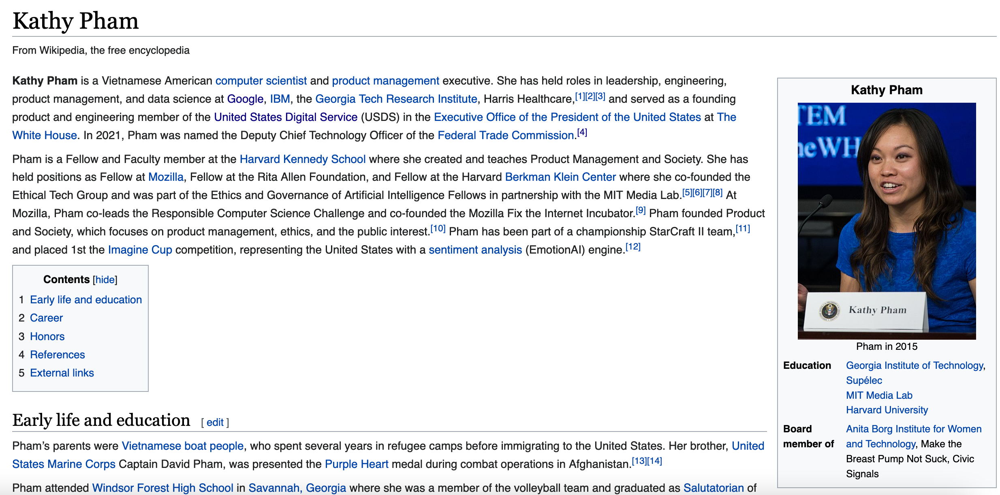 Kathy Pham
From Wikipedia, the free encyclopedia
Kathy Pham is a Vietnamese American computer scientist and product management executive. She has held roles in leadership, engineering,
product management, and data science at Google, IBM, the Georgia Tech Research Institute, Harris Healthcare,[1][2][3] and served as a founding
product and engineering member of the United States Digital Service (USDS) in the Executive Office of the President of the United States at The
White House. In 2021, Pham was named the Deputy Chief Technology Officer of the Federal Trade Commission.[4]
Pham is a Fellow and Faculty member at the Harvard Kennedy School where she created and teaches Product Management and Society. She has
held positions as Fellow at Mozilla, Fellow at the Rita Allen Foundation, and Fellow at the Harvard Berkman Klein Center where she co-founded the
Ethical Tech Group and was part of the Ethics and Governance of Artificial Intelligence Fellows in partnership with the MIT Media Lab.[5][6][7][8] At
Mozilla, Pham co-leads the Responsible Computer Science Challenge and co-founded the Mozilla Fix the Internet Incubator.[9] Pham founded Product
and Society, which focuses on product management, ethics, and the public interest.[10] Pham has been part of a championship StarCraft II team,[11]
and placed 1st the Imagine Cup competition, representing the United States with a sentiment analysis (EmotionAI) engine.[12]
Contents [hide]
1 Early life and education
2 Career
3 Honors
4 References
5 External links
Early life and education [ edit ]
Pham’s parents were Vietnamese boat people, who spent several years in refugee camps before immigrating to the United States. Her brother, United
States Marine Corps Captain David Pham, was presented the Purple Heart medal during combat operations in Afghanistan.[13][14]
Pham attended Windsor Forest High School in Savannah, Georgia where she was a member of the volleyball team and graduated as Salutatorian of
Kathy Pham
TEM
heWH
Kathy Pham
Pham in 2015
Education Georgia Institute of Technology,
Supélec
MIT Media Lab
Harvard University
Board Anita Borg Institute for Women
member of and Technology, Make the
Breast Pump Not Suck, Civic
Signals